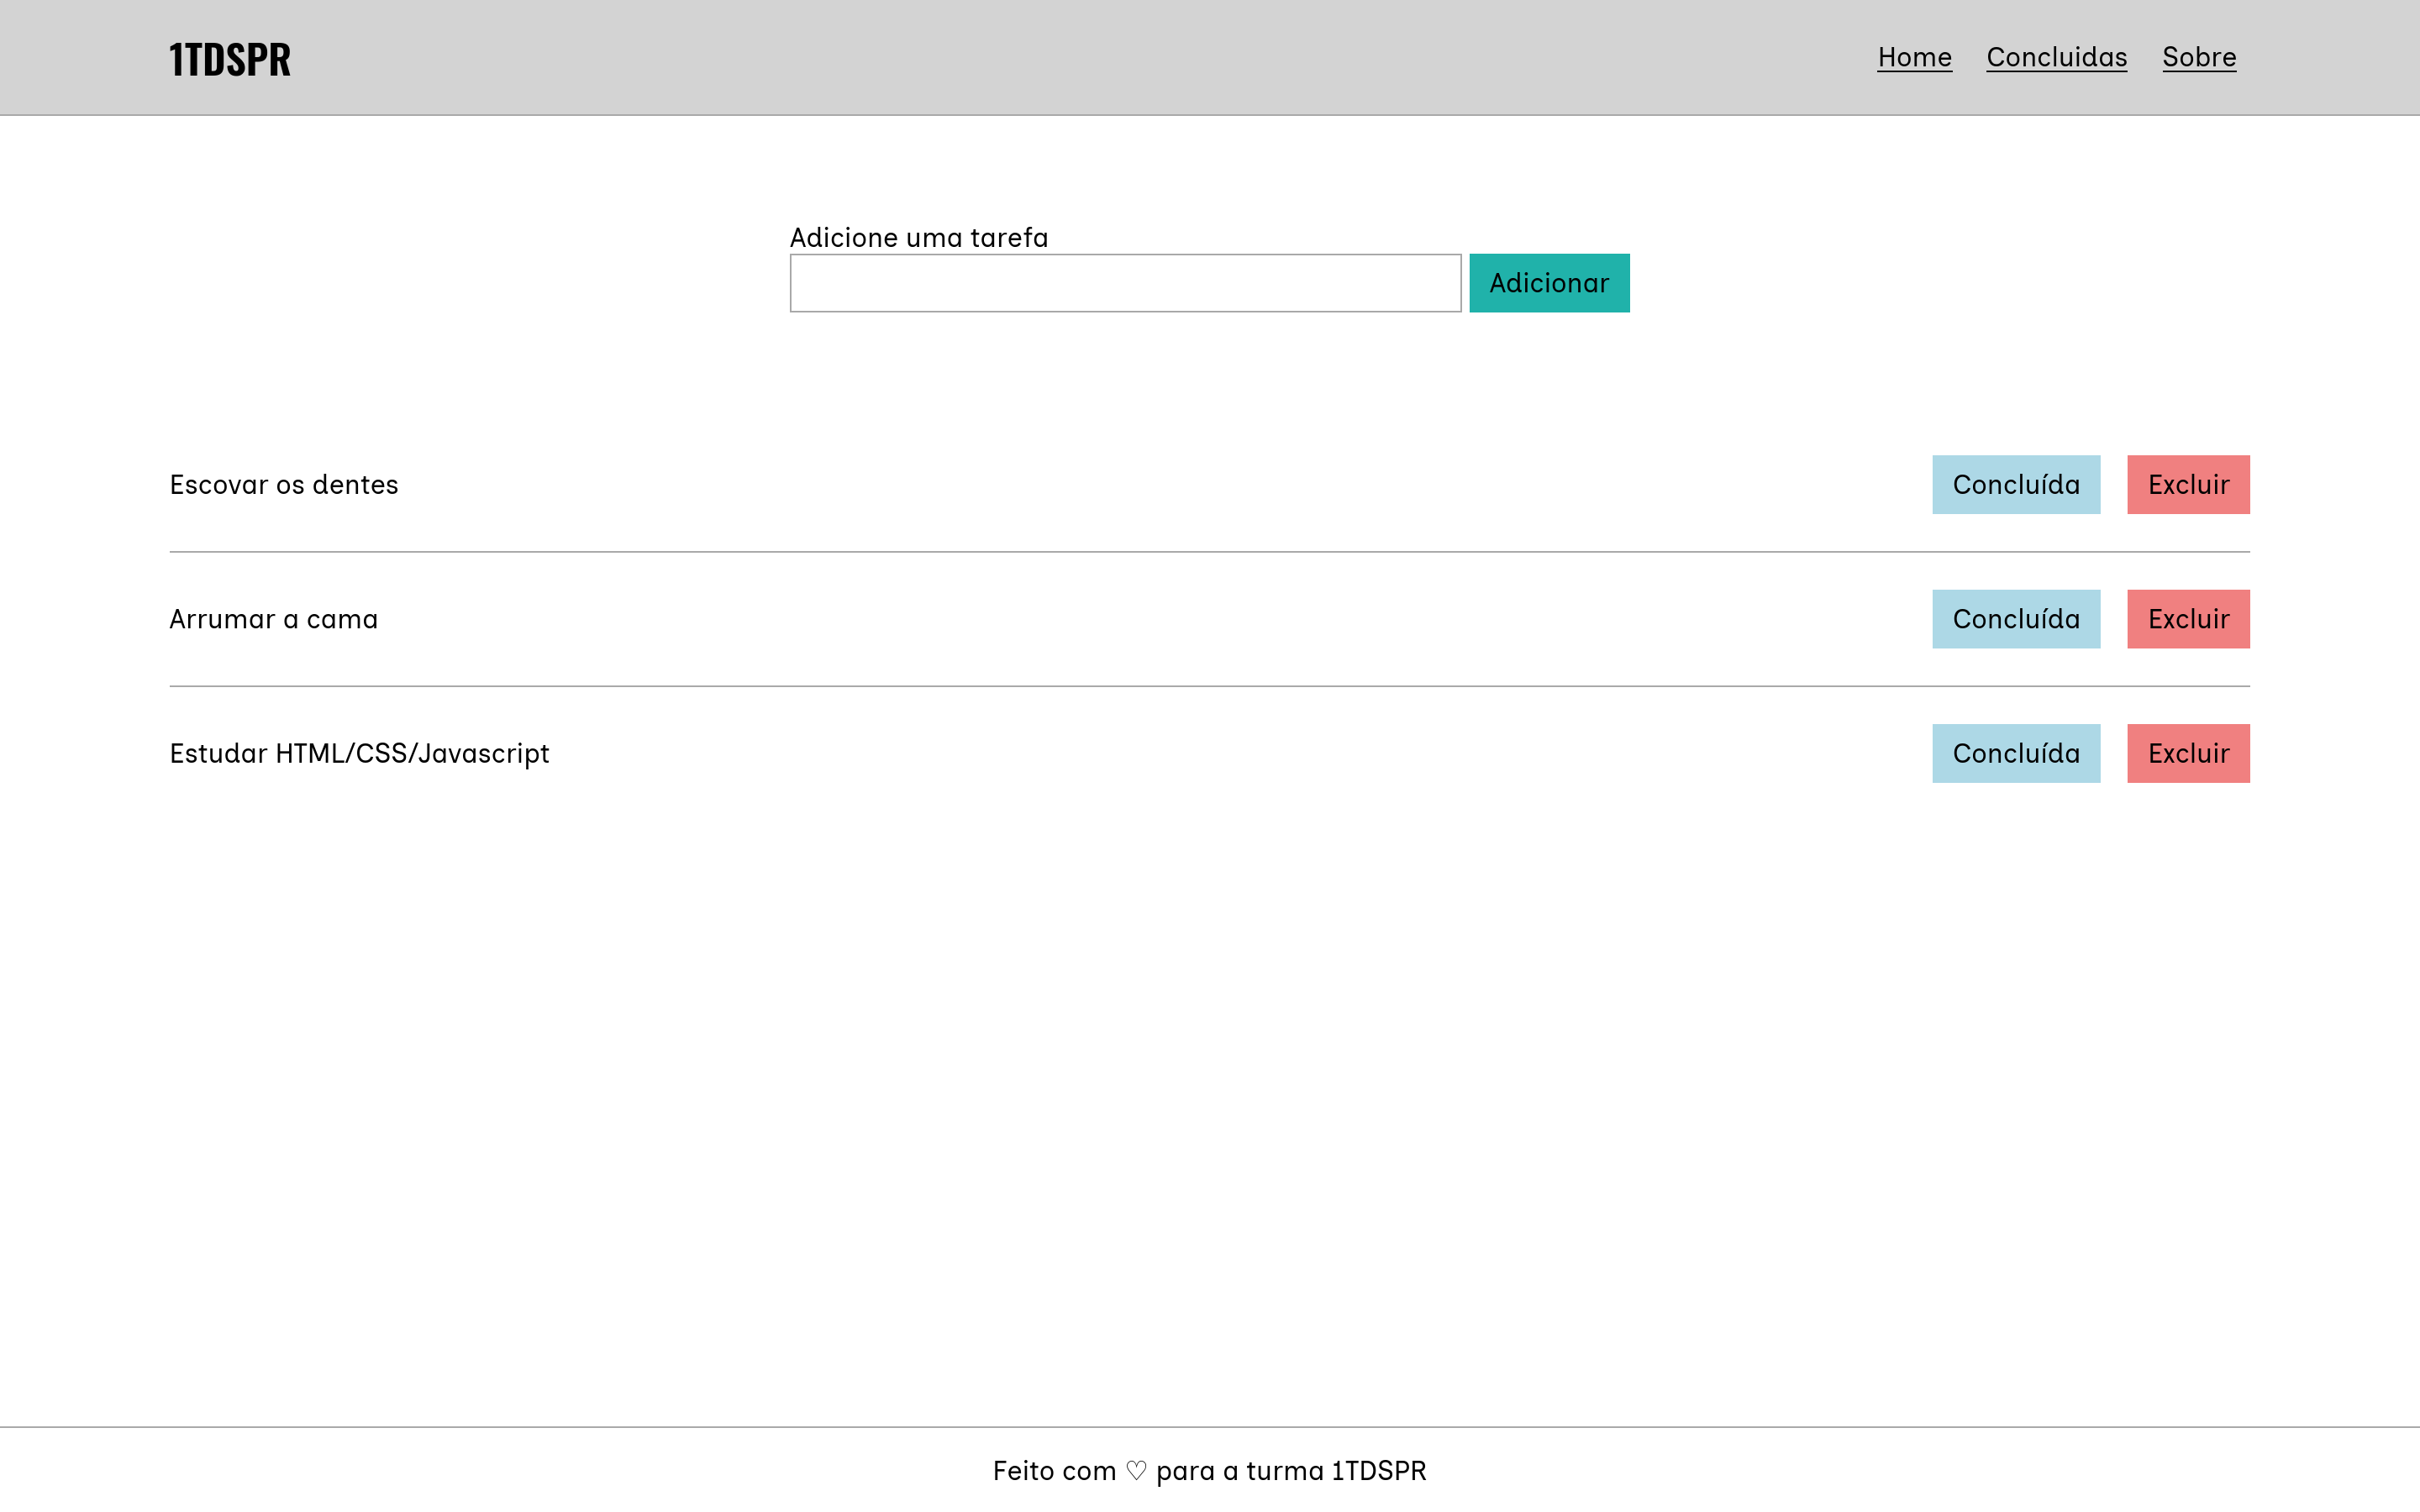 1TDSPR
Home Concluidas Sobre
Adicione uma tarefa
Adicionar
Escovar os dentes Concluída Excluir
Arrumar a cama Concluída Excluir
Estudar HTML/CSS/Javascript Concluída Excluir
Feito com ♡ para a turma 1TDSPR